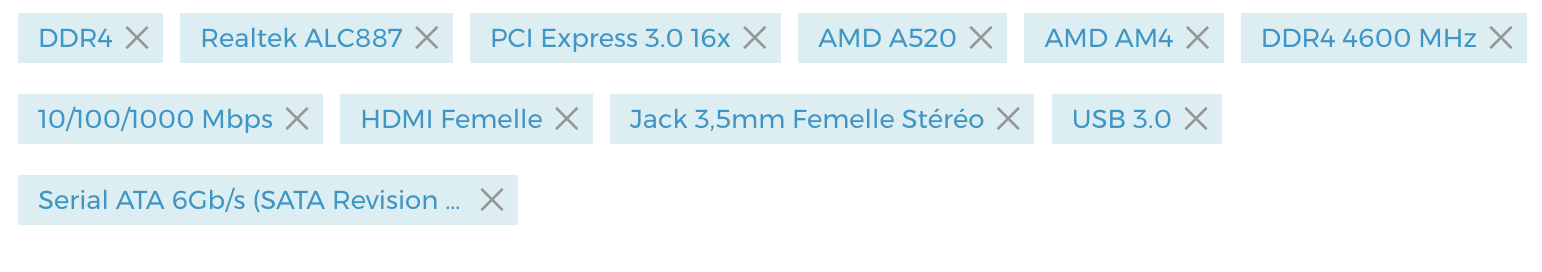 DDR4 Realtek ALC887 PCI Express 3.0 16x AMD A520 AMD AM4 DDR4 4600 MHz
10/100/1000 Mbps HDMI Femelle Jack 3,5mm Femelle Stéréo USB 3.0
Serial ATA 6Gb/s (SATA Revision ...